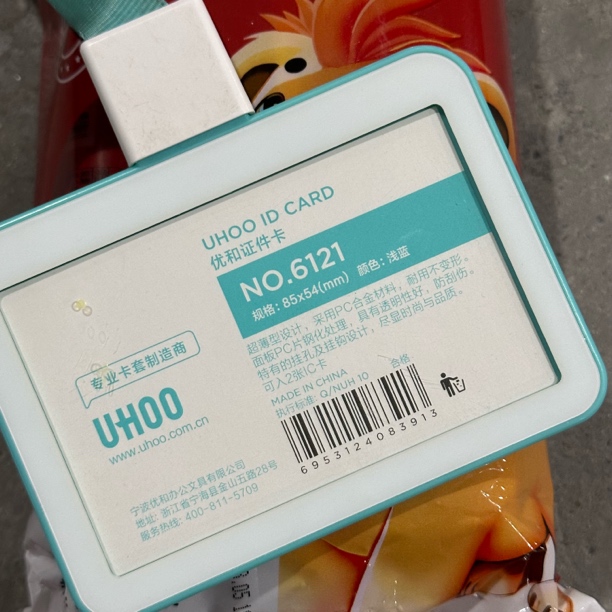 UHOO ID CARD
优和证件卡
NO.6121
规格：85x54(mm) 颜色：浅蓝
超薄型设计，采用PC合金材料，耐用不变形。
面板PC片钢化处理，具有透明性好，防刮伤。
特有的挂孔及挂钩设计，尽显时尚与品质。
可入2张IC卡
MADE IN CHINA
执行标准：Q/NUH 10 合格
6953124083913
专业卡套制造商
UHOO
www.uhoo.com.cn
宁波优和办公文具有限公司
地址：浙江省宁海县金山五路28号
服务热线：400-811-5709